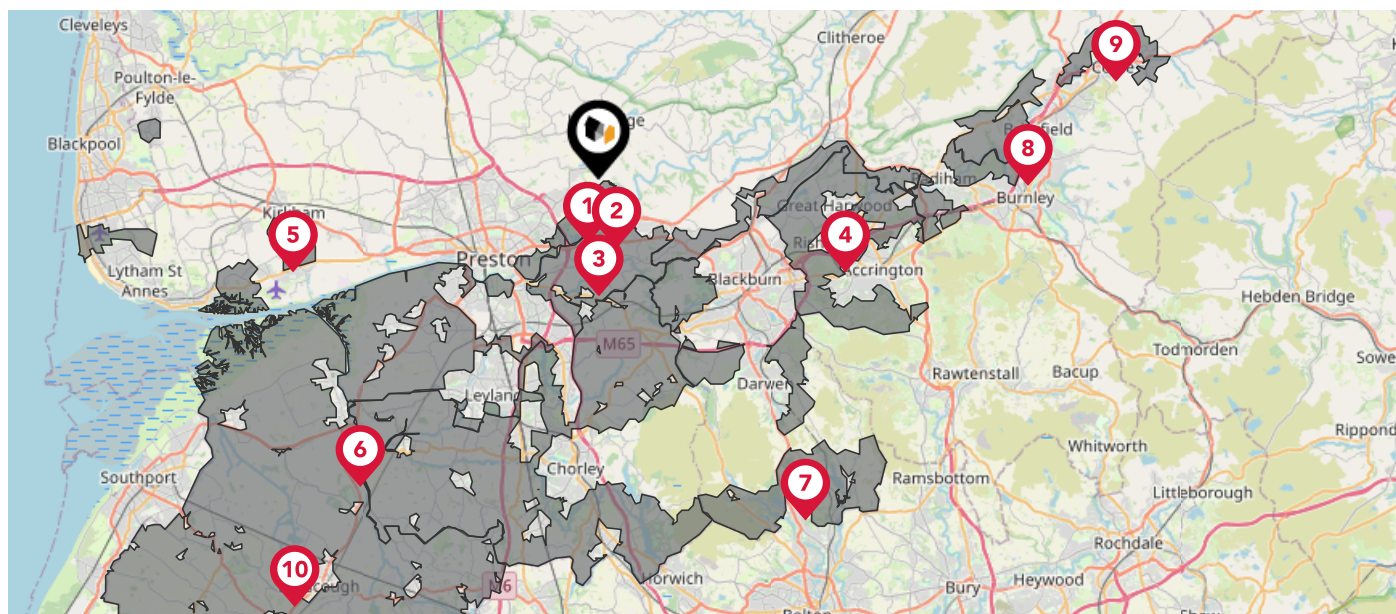 Cleveleys
Clitheroe
9
Poulton-le-
Fylde
Blackpool
8
Burnley
1
2
Great Harwood
Kirkham
5
3
4
Preston
Accrington
Blackburn
Lytham St
Annes
Hebden Bridge
M65
Todmorden
Rawtenstall
Bacup
Darwen
Leyland
Whitworth
6
Chorley
Southport
7
Ramsbottom
Littleborough
Rochdale
10
M6
Bury
Heywood